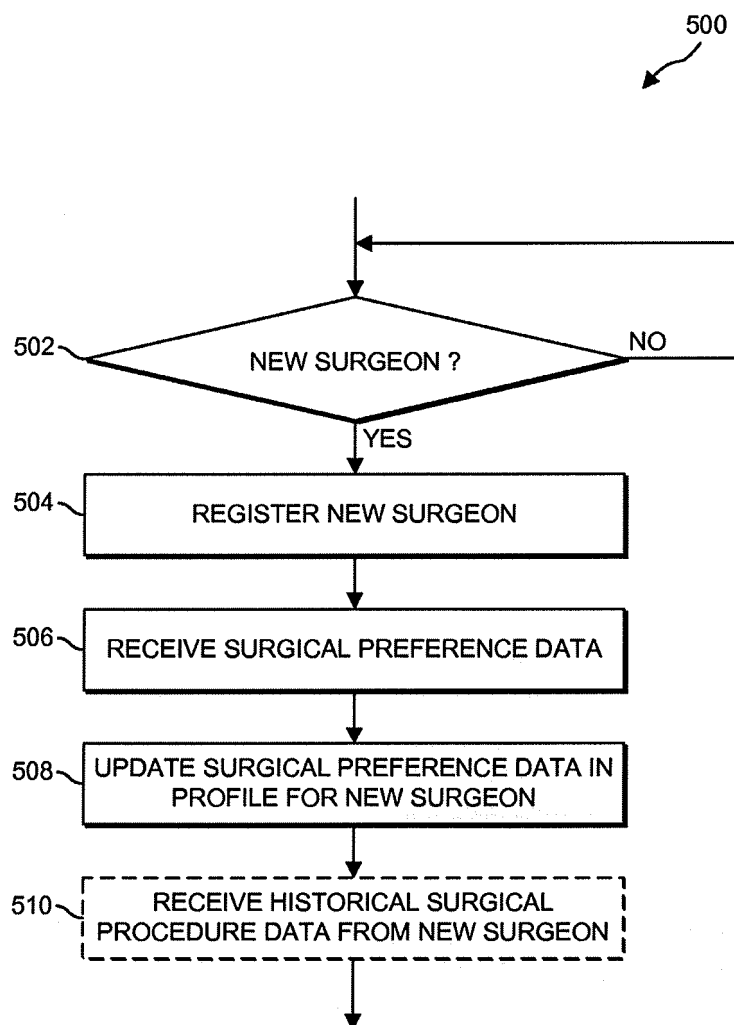 500
502
NEW SURGEON ?
NO
YES
504
REGISTER NEW SURGEON
506
RECEIVE SURGICAL PREFERENCE DATA
508
UPDATE SURGICAL PREFERENCE DATA IN
PROFILE FOR NEW SURGEON
510
RECEIVE HISTORICAL SURGICAL
PROCEDURE DATA FROM NEW SURGEON